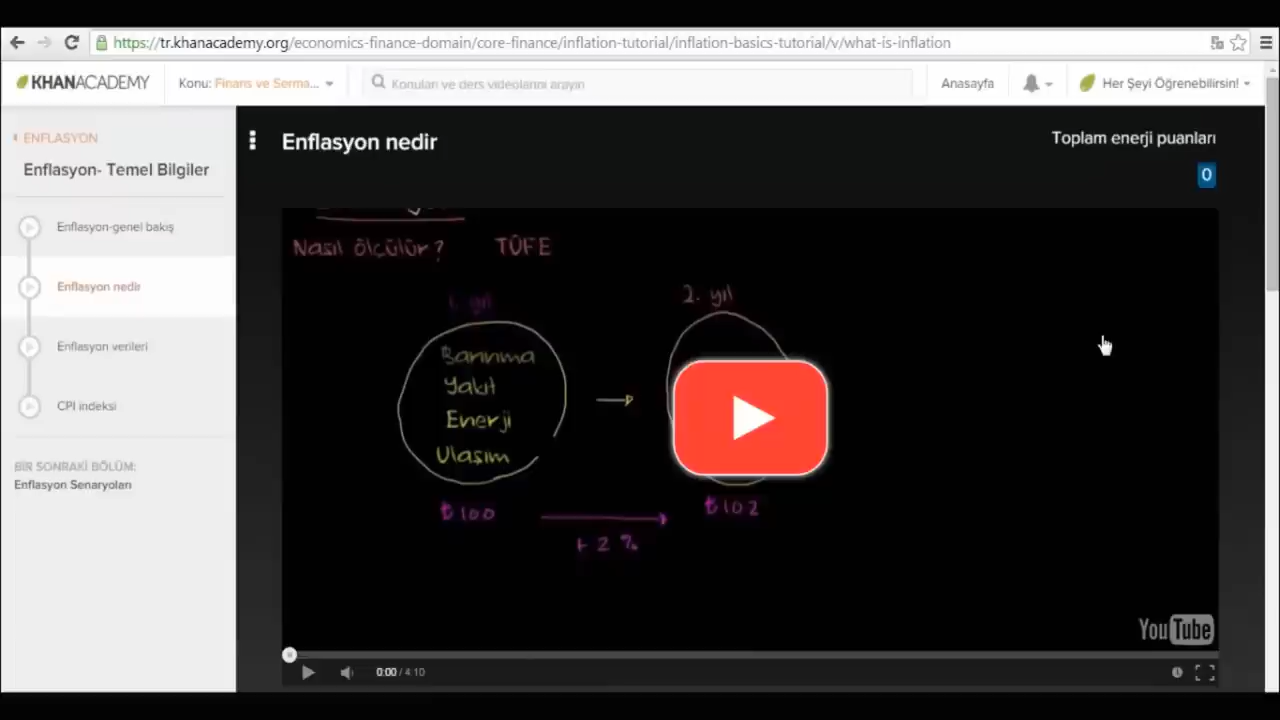 https://tr.khanacademy.org/economics-finance-domain/core-finance/inflation-tutorial/inflation-basics-tutorial/v/what-is-inflation
KHANACADEMY
Konu: Finans ve Serma...
Konuları ve ders videolarını arayın
Anasayfa
Her Şeyi Öğrenebilirsin!
ENFLASYON
Enflasyon- Temel Bilgiler
Enflasyon-genel bakış
Enflasyon nedir
Enflasyon verileri
CPI indeksi
BİR SONRAKİ BÖLÜM:
Enflasyon Senaryoları
Enflasyon nedir
Toplam enerji puanları
0
Nasıl ölçülür? TÜFE
1. yıl
2. yıl
Barınma
Yakıt
Enerji
Ulaşım
₺100
₺102
+2 %
YouTube
0:00 / 4:10